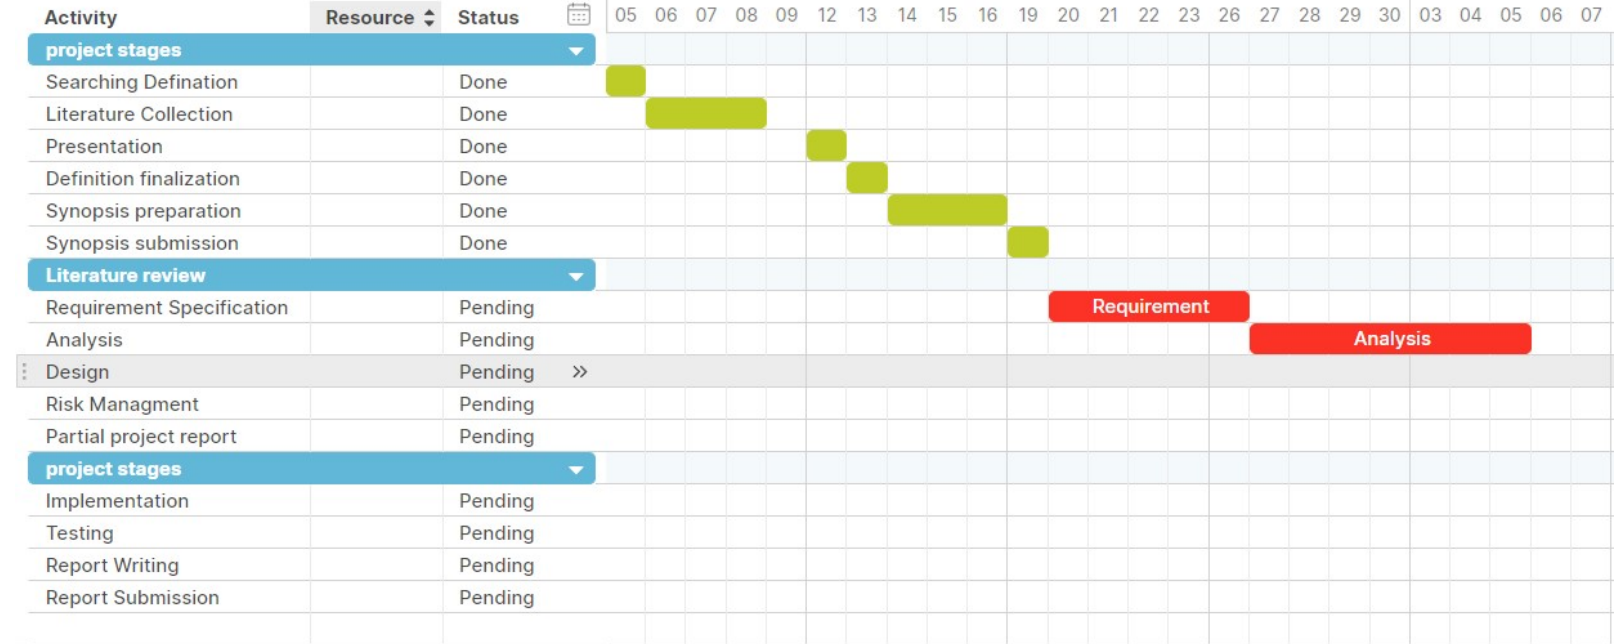 Activity Resource Status 05 06 07 08 09 12 13 14 15 16 19 20 21 22 23 26 27 28 29 30 03 04 05 06 07
project stages
Searching Defination Done
Literature Collection Done
Presentation Done
Definition finalization Done
Synopsis preparation Done
Synopsis submission Done
Literature review
Requirement Specification Pending Requirement
Analysis Pending Analysis
Design Pending »
Risk Managment Pending
Partial project report Pending
project stages
Implementation Pending
Testing Pending
Report Writing Pending
Report Submission Pending